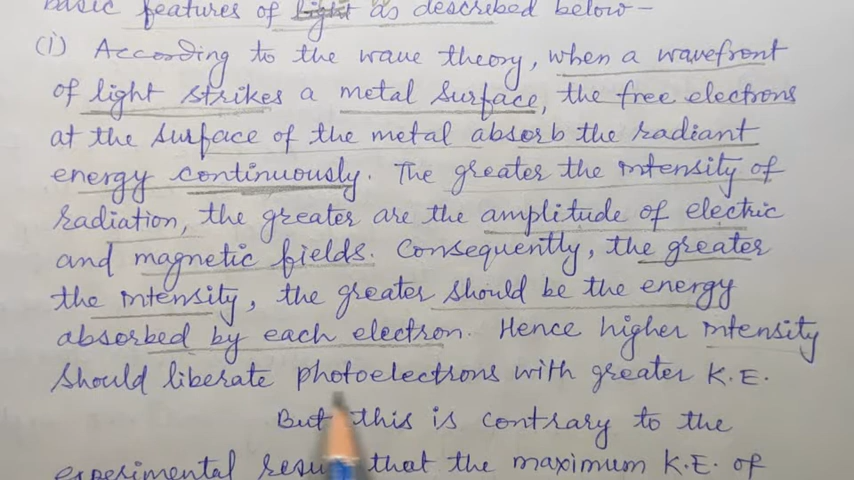 basic features of light as described below-
(i) According to the wave theory, when a wavefront
of light strikes a metal surface, the free electrons
at the surface of the metal absorb the radiant
energy continuously. The greater the intensity of
radiation, the greater are the amplitude of electric
and magnetic fields. Consequently, the greater
the intensity, the greater should be the energy
absorbed by each electron. Hence higher intensity
should liberate photoelectrons with greater K.E.
But this is contrary to the
experimental that the maximum K.E. of